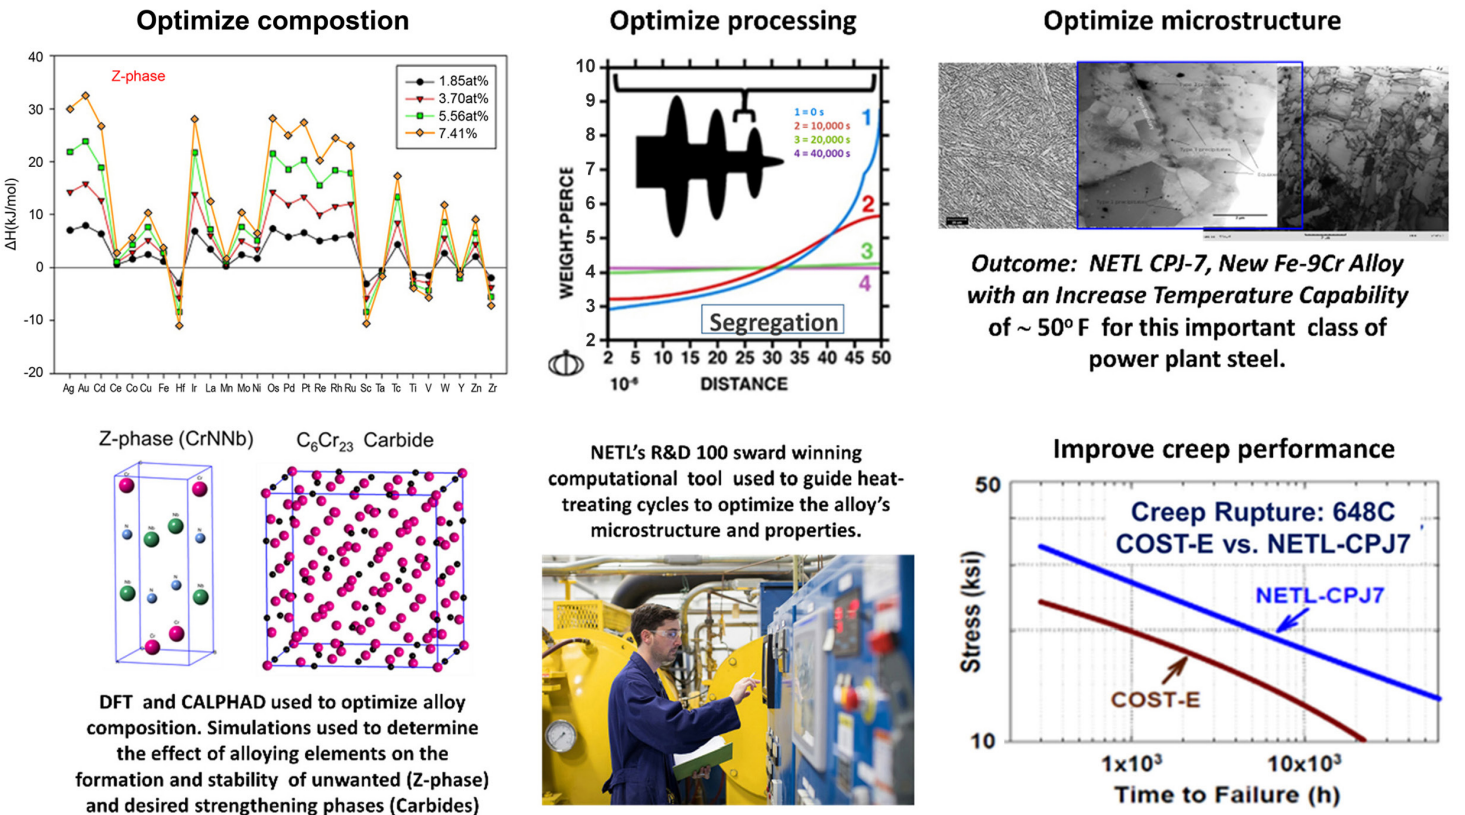 Optimize compostion
Z-phase
1.85at%
3.70at%
5.56at%
7.41%
40
30
20
10
0
-10
-20
ΔH(kJ/mol)
Ag Au Cd Ce Co Cu Fe Hf Ir La Mn Mo Ni Os Pd Pt Re Rh Ru Sc Ta Tc Ti V W Y Zn Zr
Z-phase (CrNNb)
C6Cr23 Carbide
Cr
Cr
N
Nb
Nb
N
Nb
N
N
Nb
Cr
Cr
DFT and CALPHAD used to optimize alloy
composition. Simulations used to determine
the effect of alloying elements on the
formation and stability of unwanted (Z-phase)
and desired strengthening phases (Carbides)
Optimize processing
10
9
8
7
6
5
4
3
2
WEIGHT-PERCE
1 = 0 s
2 = 10,000 s
3 = 20,000 s
4 = 40,000 s
1
2
3
4
Segregation
2 5 10 15 20 25 30 35 40 45 50
10-6
DISTANCE
NETL’s R&D 100 sward winning
computational tool used to guide heat-
treating cycles to optimize the alloy’s
microstructure and properties.
Optimize microstructure
Outcome: NETL CPJ-7, New Fe-9Cr Alloy
with an Increase Temperature Capability
of ~ 50o F for this important class of
power plant steel.
Improve creep performance
50
10
Stress (ksi)
Creep Rupture: 648C
COST-E vs. NETL-CPJ7
NETL-CPJ7
COST-E
1x103
10x103
Time to Failure (h)